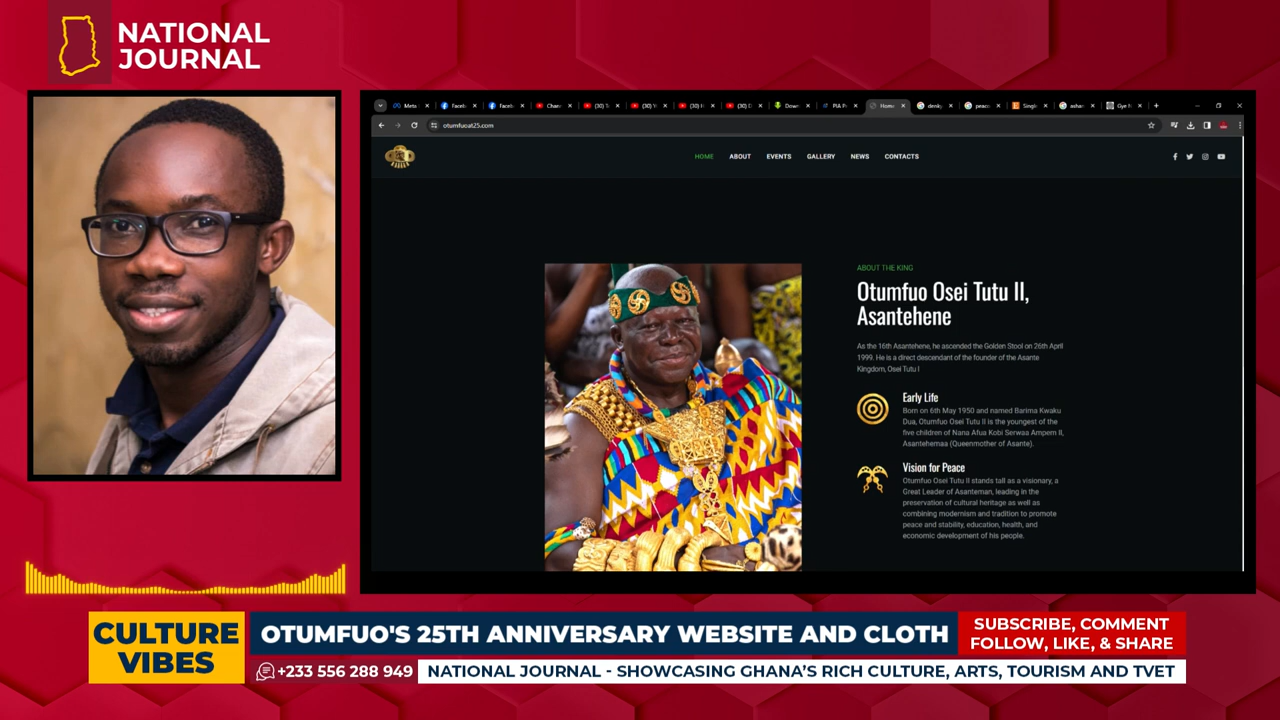 NATIONAL
JOURNAL
otumfuoat25.com
HOME ABOUT EVENTS GALLERY NEWS CONTACTS
ABOUT THE KING
Otumfuo Osei Tutu II,
Asantehene
As the 16th Asantehene, he ascended the Golden Stool on 26th April
1999. He is a direct descendant of the founder of the Asante
Kingdom, Osei Tutu I
Early Life
Born on 6th May 1950 and named Barima Kwaku
Dua, Otumfuo Osei Tutu II is the youngest of the
five children of Nana Afua Kobi Serwaa Ampem II,
Asantehemaa (Queenmother of Asante).
Vision for Peace
Otumfuo Osei Tutu II stands tall as a visionary, a
Great Leader of Asanteman, leading in the
preservation of cultural heritage as well as
combining modernism and tradition to promote
peace and stability, education, health, and
economic development of his people.
CULTURE
VIBES
OTUMFUO'S 25TH ANNIVERSARY WEBSITE AND CLOTH
SUBSCRIBE, COMMENT
FOLLOW, LIKE, & SHARE
+233 556 288 949
NATIONAL JOURNAL - SHOWCASING GHANA'S RICH CULTURE, ARTS, TOURISM AND TVET